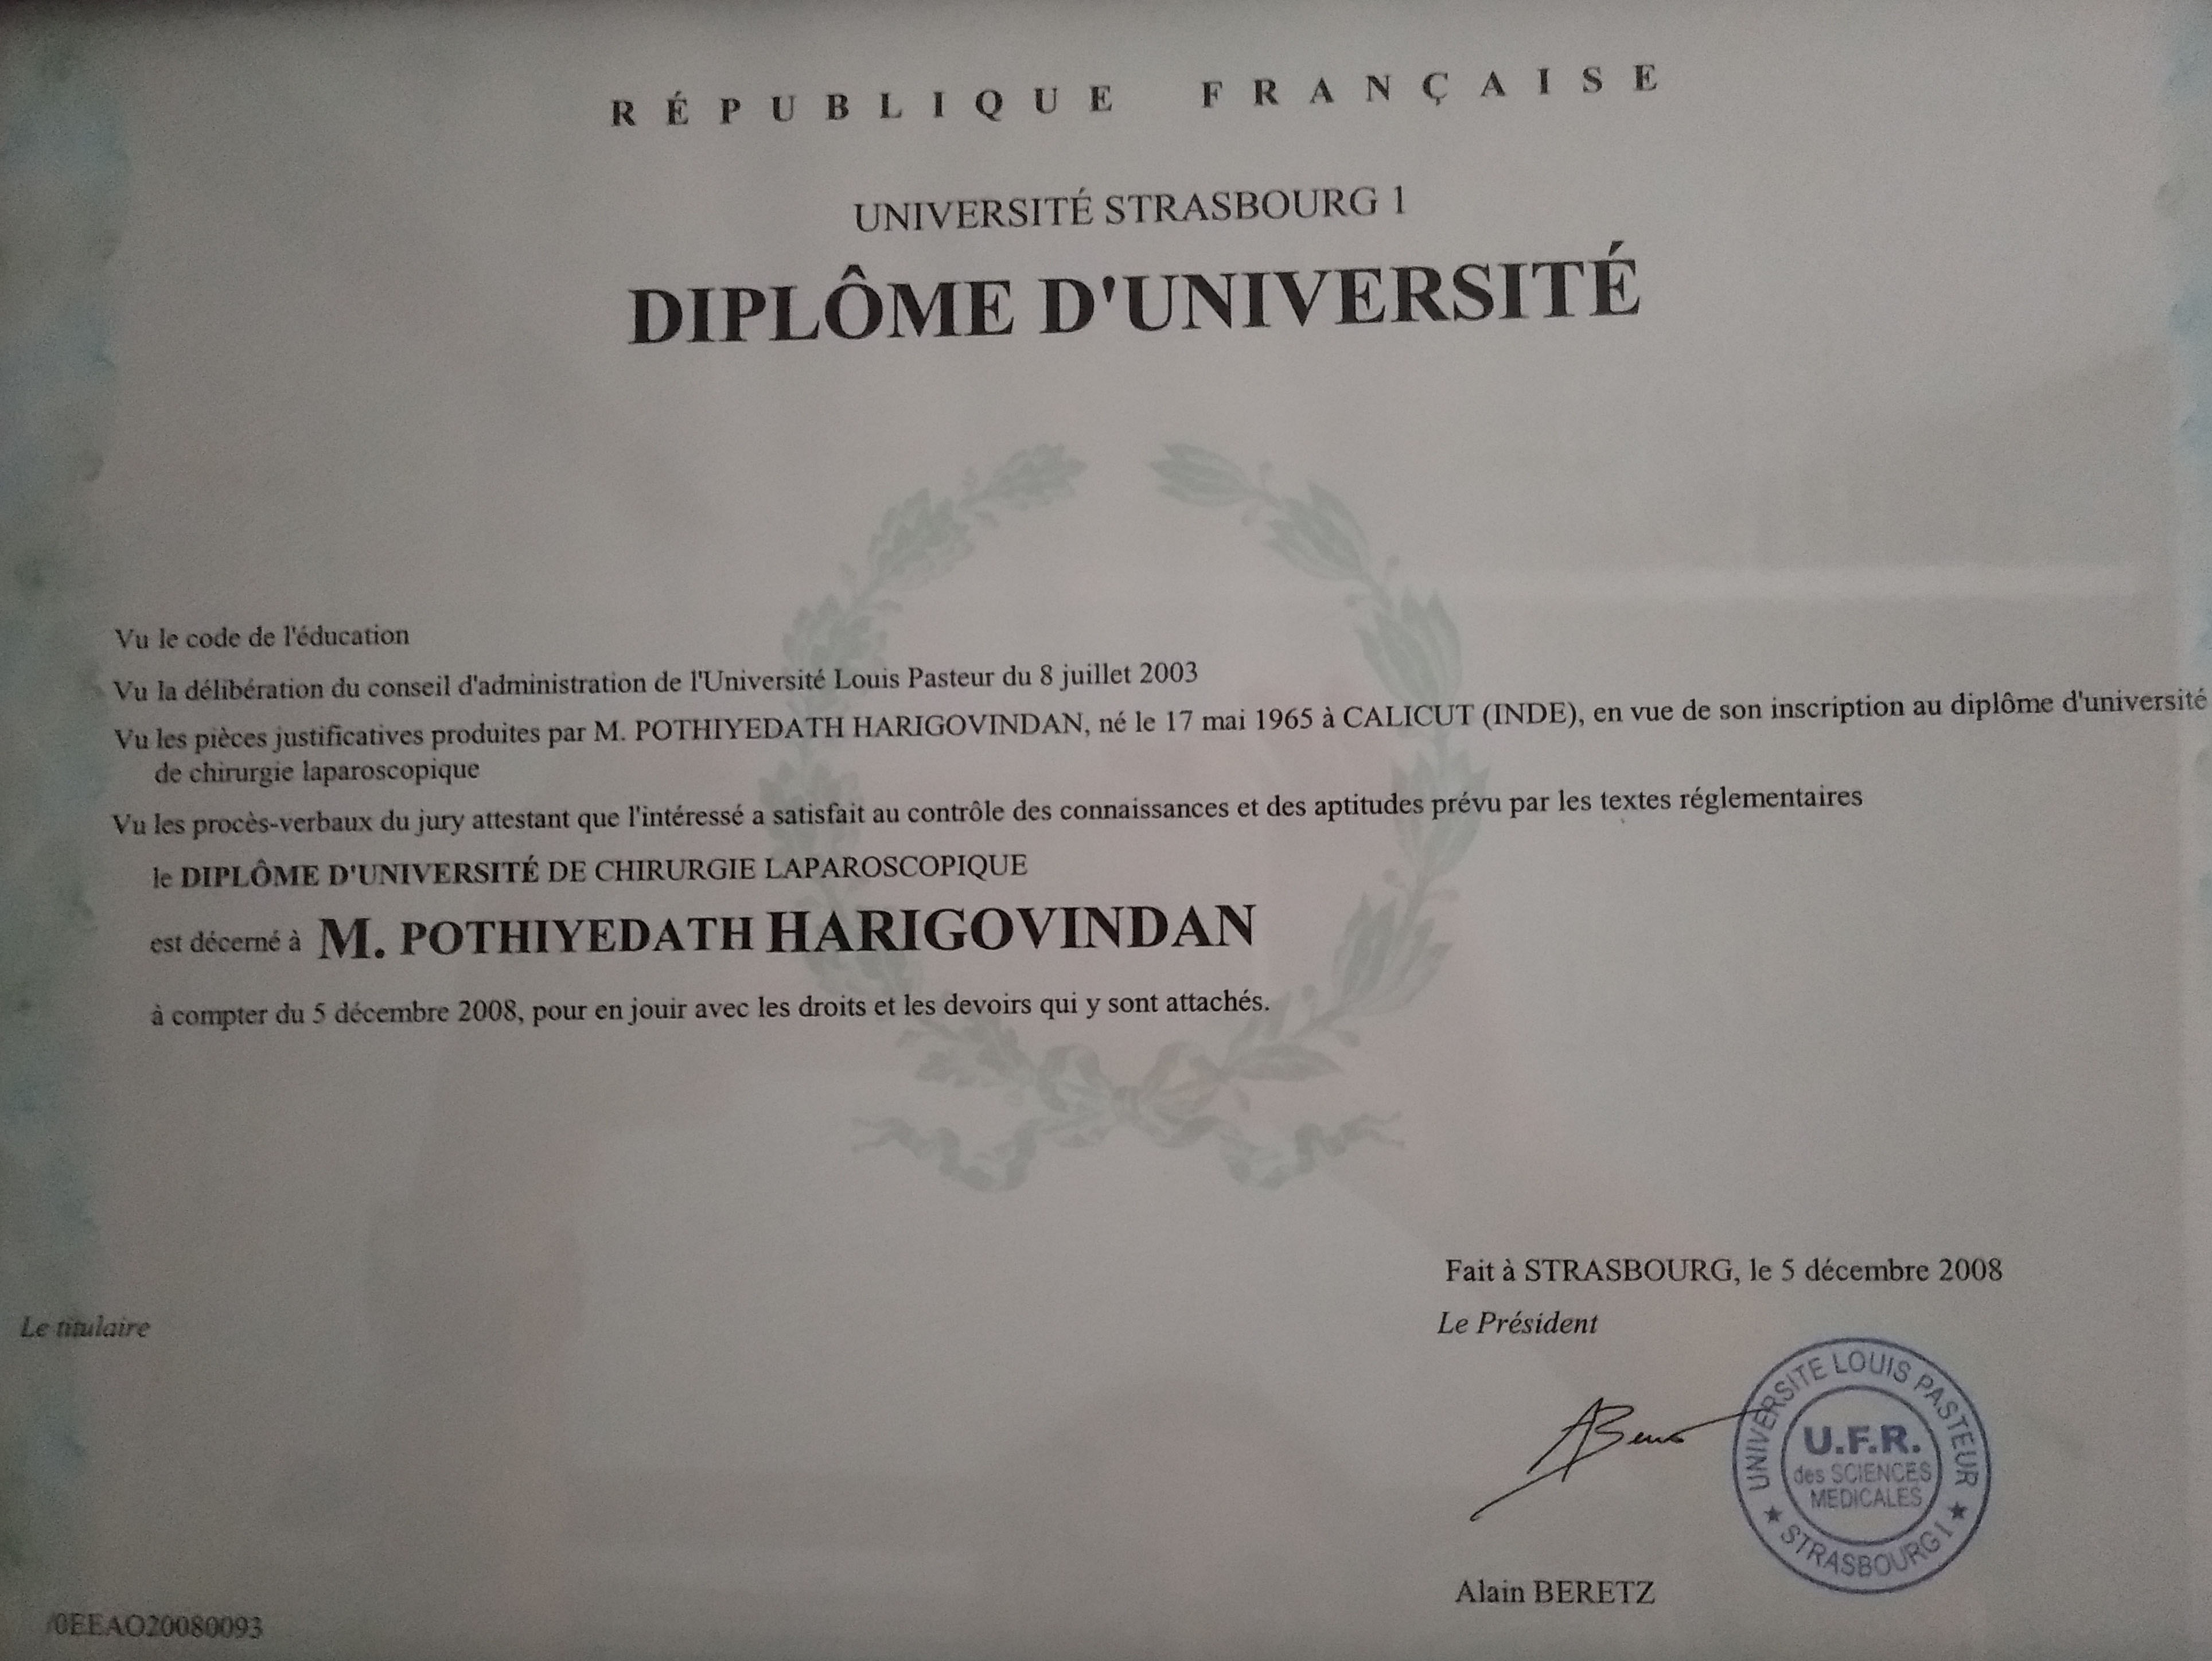 RÉPUBLIQUE FRANÇAISE
UNIVERSITÉ STRASBOURG 1
DIPLÔME D'UNIVERSITÉ
Vu le code de l'éducation
Vu la délibération du conseil d'administration de l'Université Louis Pasteur du 8 juillet 2003
Vu les pièces justificatives produites par M. POTHIYEDATH HARIGOVINDAN, né le 17 mai 1965 à CALICUT (INDE), en vue de son inscription au diplôme d'université
de chirurgie laparoscopique
Vu les procès-verbaux du jury attestant que l'intéressé a satisfait au contrôle des connaissances et des aptitudes prévu par les textes réglementaires
le DIPLÔME D'UNIVERSITÉ DE CHIRURGIE LAPAROSCOPIQUE
est décerné à M. POTHIYEDATH HARIGOVINDAN
à compter du 5 décembre 2008, pour en jouir avec les droits et les devoirs qui y sont attachés.
Fait à STRASBOURG, le 5 décembre 2008
Le titulaire
Le Président
UNIVERSITE LOUIS PASTEUR
U.F.R.
des SCIENCES
MEDICALES
★ STRASBOURG I ★
Alain BERETZ
/0EEAO20080093